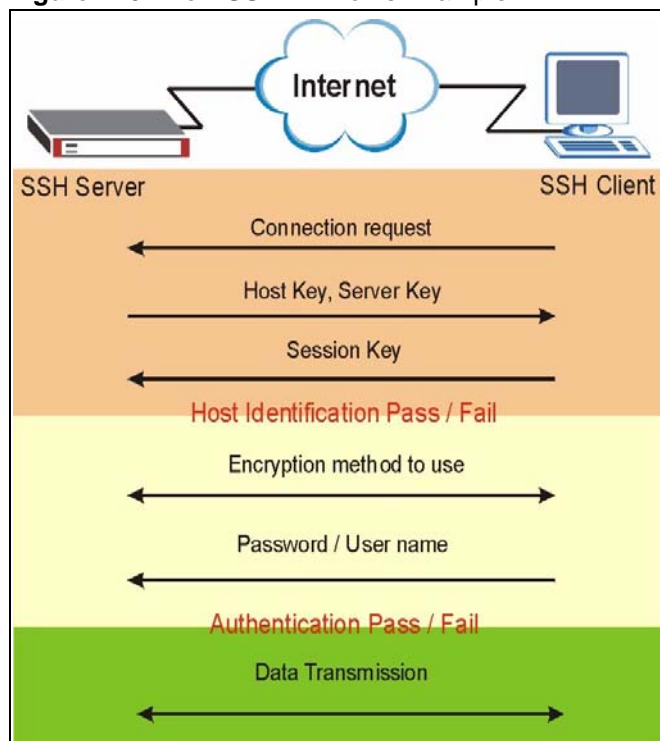 Internet
SSH Server
SSH Client
Connection request
Host Key, Server Key
Session Key
Host Identification Pass / Fail
Encryption method to use
Password / User name
Authentication Pass / Fail
Data Transmission